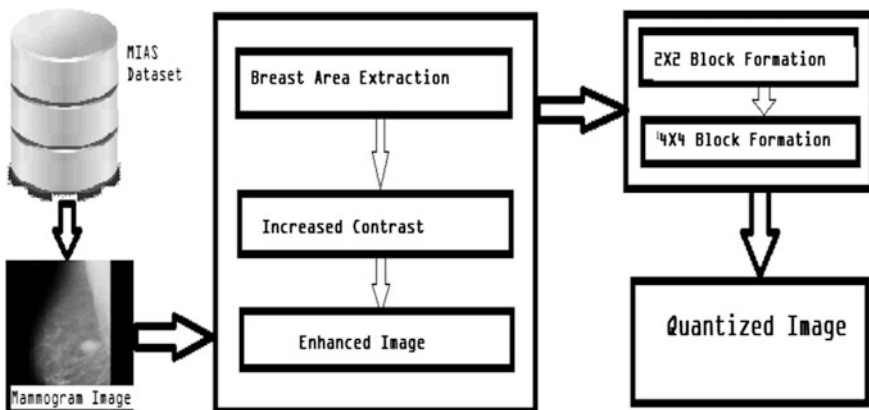 MIAS
Dataset
Mammogram Image
Breast Area Extraction
Increased Contrast
Enhanced Image
2X2 Block Formation
4X4 Block Formation
Quantized Image